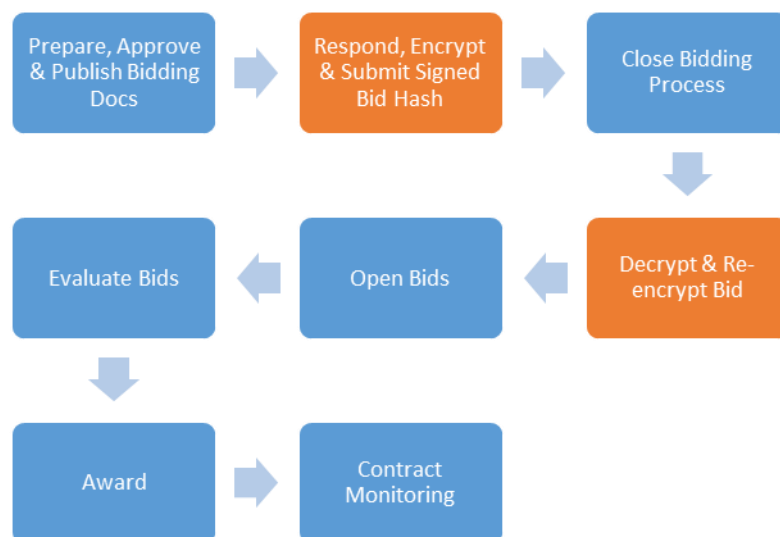 Prepare, Approve
& Publish Bidding
Docs
Respond, Encrypt
& Submit Signed
Bid Hash
Close Bidding
Process
Decrypt & Re-
encrypt Bid
Open Bids
Evaluate Bids
Award
Contract
Monitoring